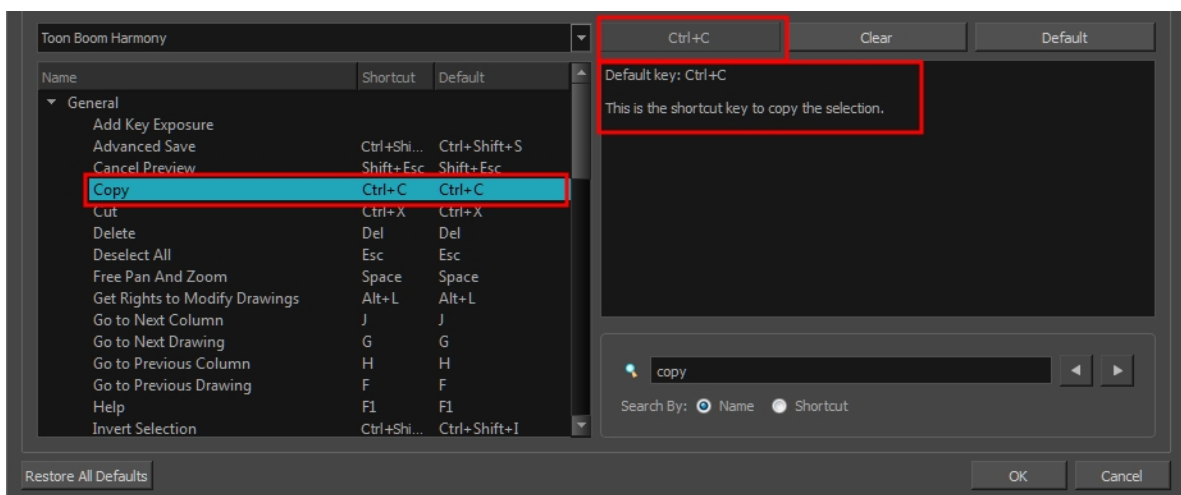 Toon Boom Harmony
Ctrl+C Clear Default
Name Shortcut Default
General
Add Key Exposure
Advanced Save Ctrl+Shi... Ctrl+Shift+S
Cancel Preview Shift+Esc Shift+Esc
Copy Ctrl+C Ctrl+C
Cut Ctrl+X Ctrl+X
Delete Del Del
Deselect All Esc Esc
Free Pan And Zoom Space Space
Get Rights to Modify Drawings Alt+L Alt+L
Go to Next Column J J
Go to Next Drawing G G
Go to Previous Column H H
Go to Previous Drawing F F
Help F1 F1
Invert Selection Ctrl+Shi... Ctrl+Shift+I
Default key: Ctrl+C
This is the shortcut key to copy the selection.
copy
Search By: Name Shortcut
Restore All Defaults OK Cancel